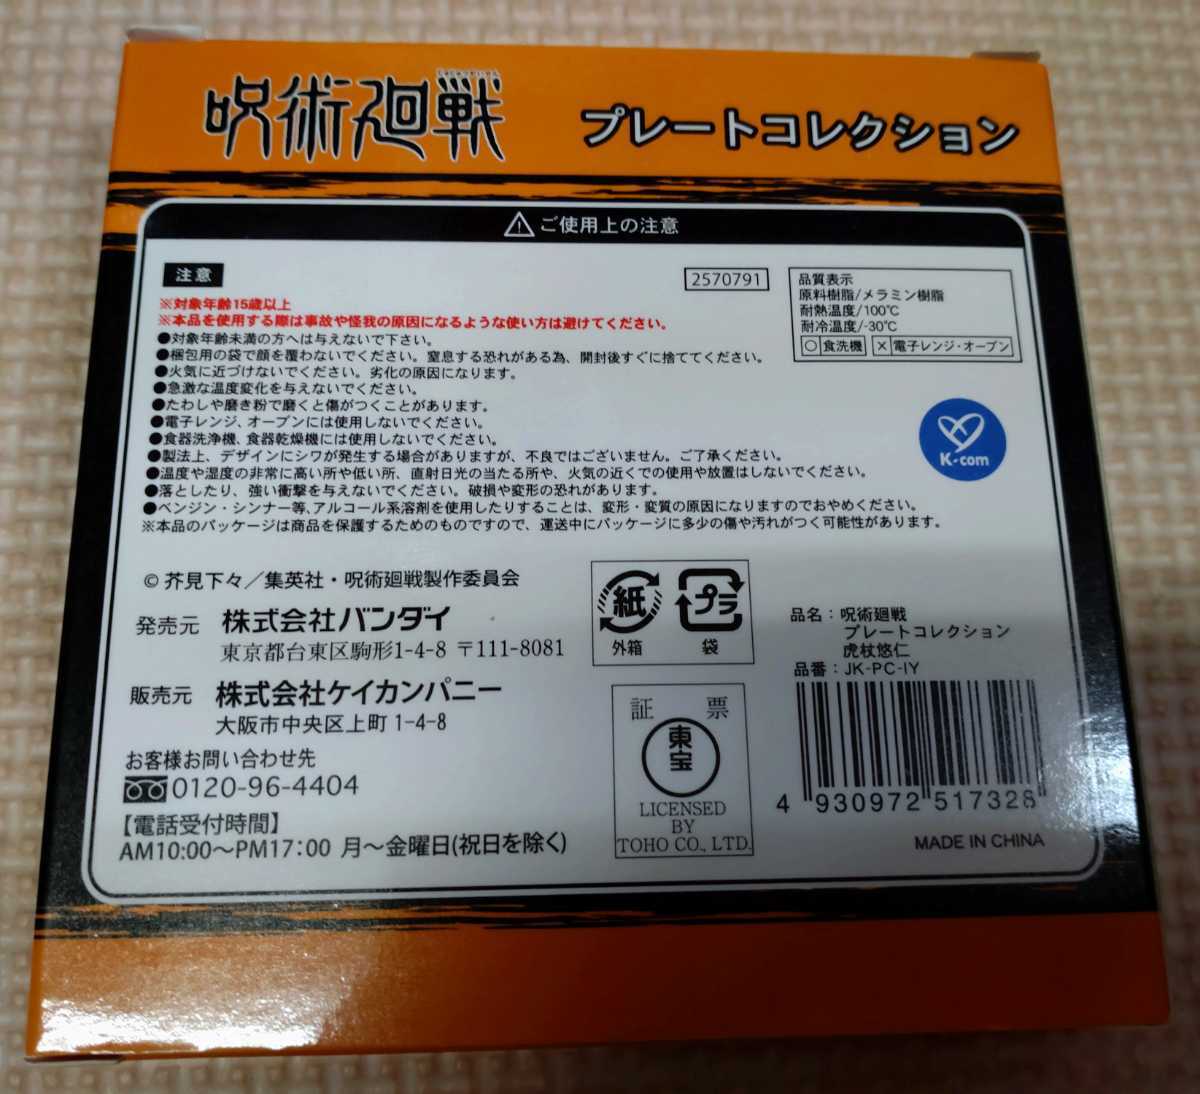 呪術廻戦
プレートコレクション
ご使用上の注意
注意
2570791
※対象年齢15歳以上
※本品を使用する際は事故や怪我の原因になるような使い方は避けてください。
●対象年齢未満の方へは与えないで下さい。
●梱包用の袋で顔を覆わないでください。窒息する恐れがある為、開封後すぐに捨ててください。
●火気に近づけないでください。劣化の原因になります。
●急激な温度変化を与えないでください。
●たわしや磨き粉で磨くと傷がつくことがあります。
●電子レンジ、オーブンには使用しないでください。
●食器洗浄機、食器乾燥機には使用しないでください。
●製法上、デザインにシワが発生する場合がありますが、不良ではございません。ご了承ください。
●温度や湿度の非常に高い所や低い所、直射日光の当たる所や、火気の近くでの使用や放置はしないでください。
●落としたり、強い衝撃を与えないでください。破損や変形の恐れがあります。
●ベンジン・シンナー等、アルコール系溶剤を使用したりすることは、変形・変質の原因になりますのでおやめください。
※本品のパッケージは商品を保護するためのものですので、運送中にパッケージに多少の傷や汚れがつく可能性があります。
品質表示
原料樹脂/メラミン樹脂
耐熱温度/100℃
耐冷温度/-30℃
○ 食洗機 × 電子レンジ・オーブン
K-com
© 芥見下々／集英社・呪術廻戦製作委員会
発売元 株式会社バンダイ
東京都台東区駒形1-4-8 〒111-8081
販売元 株式会社ケイカンパニー
大阪市中央区上町 1-4-8
お客様お問い合わせ先
0120-96-4404
【電話受付時間】
AM10:00〜PM17:00 月〜金曜日(祝日を除く)
紙 プラ
外箱 袋
証 票
東宝
LICENSED
BY
TOHO CO., LTD.
品名：呪術廻戦
プレートコレクション
虎杖悠仁
品番：JK-PC-IY
4 930972 517328
MADE IN CHINA